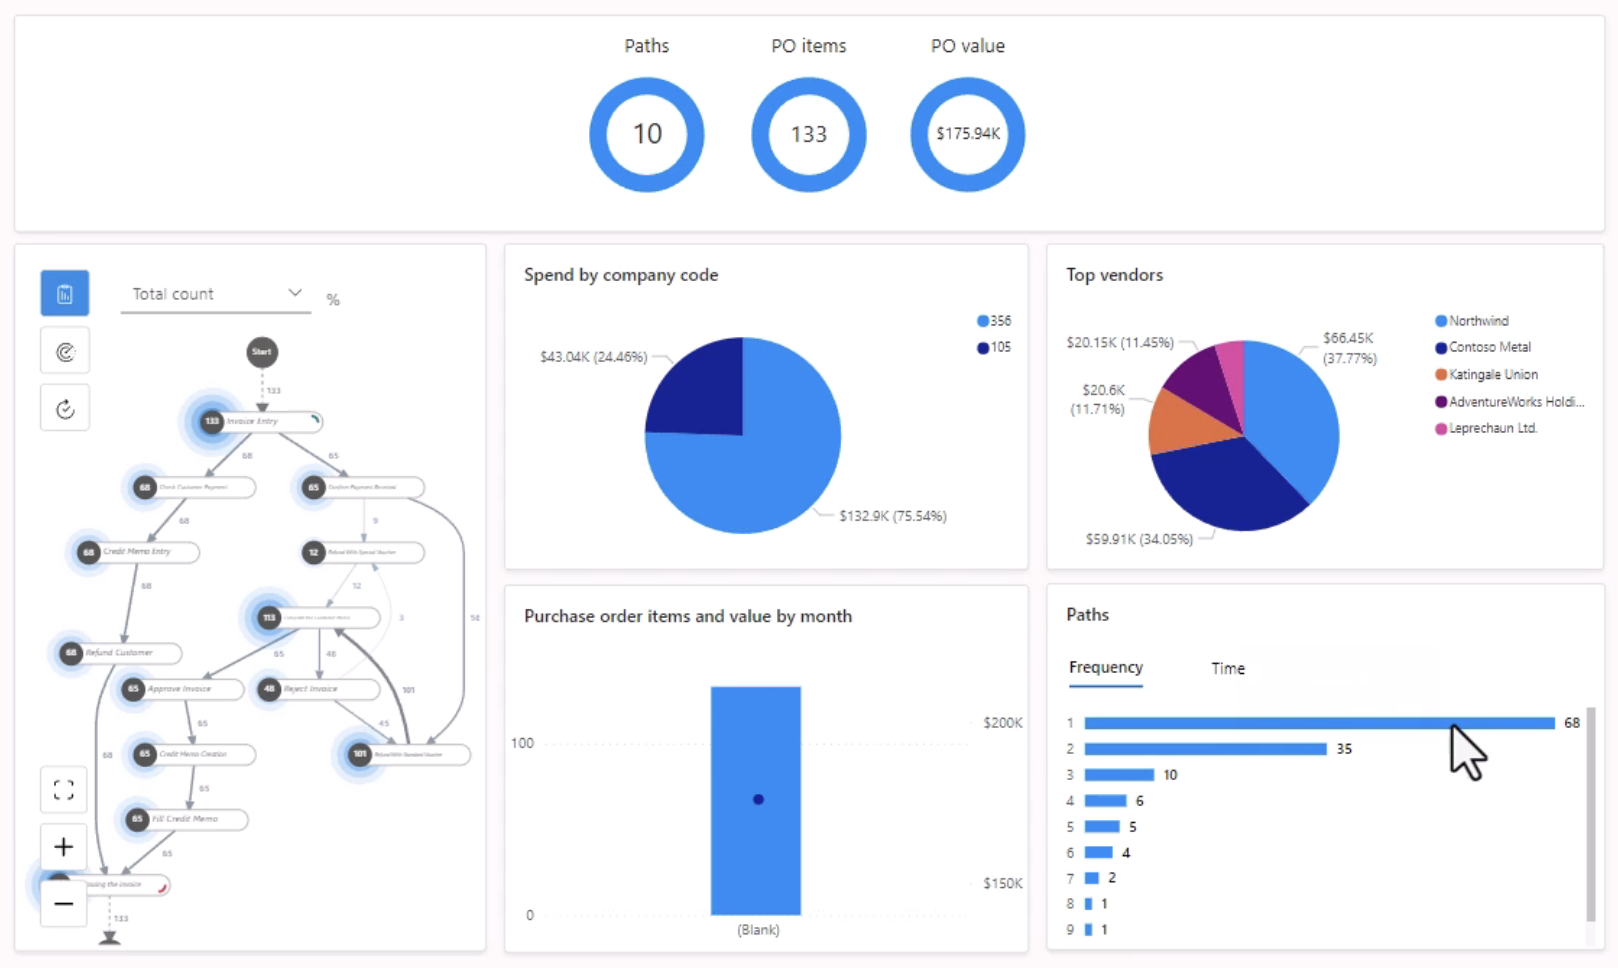 Paths
PO items
PO value
10
133
$175.94K
Total count
%
Start
133
133 Invoice Entry
68
65
68 Check Customer Payment
65 Confirm Payment Received
68
9
68 Credit Memo Entry
12 Refund With Special Voucher
68
12
3
58
113
65
48
101
68 Refund Customer
65 Approve Invoice
48 Reject Invoice
65
45
68
65 Credit Memo Creation
101 Refund With Standard Voucher
65
65 Fill Credit Memo
65
the Invoice
133
+
−
Spend by company code
356
105
$43.04K (24.46%)
$132.9K (75.54%)
Top vendors
Northwind
Contoso Metal
Katingale Union
AdventureWorks Holdi...
Leprechaun Ltd.
$66.45K
(37.77%)
$20.15K (11.45%)
$20.6K
(11.71%)
$59.91K (34.05%)
Purchase order items and value by month
$200K
100
$150K
0
(Blank)
Paths
Frequency
Time
1 68
2 35
3 10
4 6
5 5
6 4
7 2
8 1
9 1